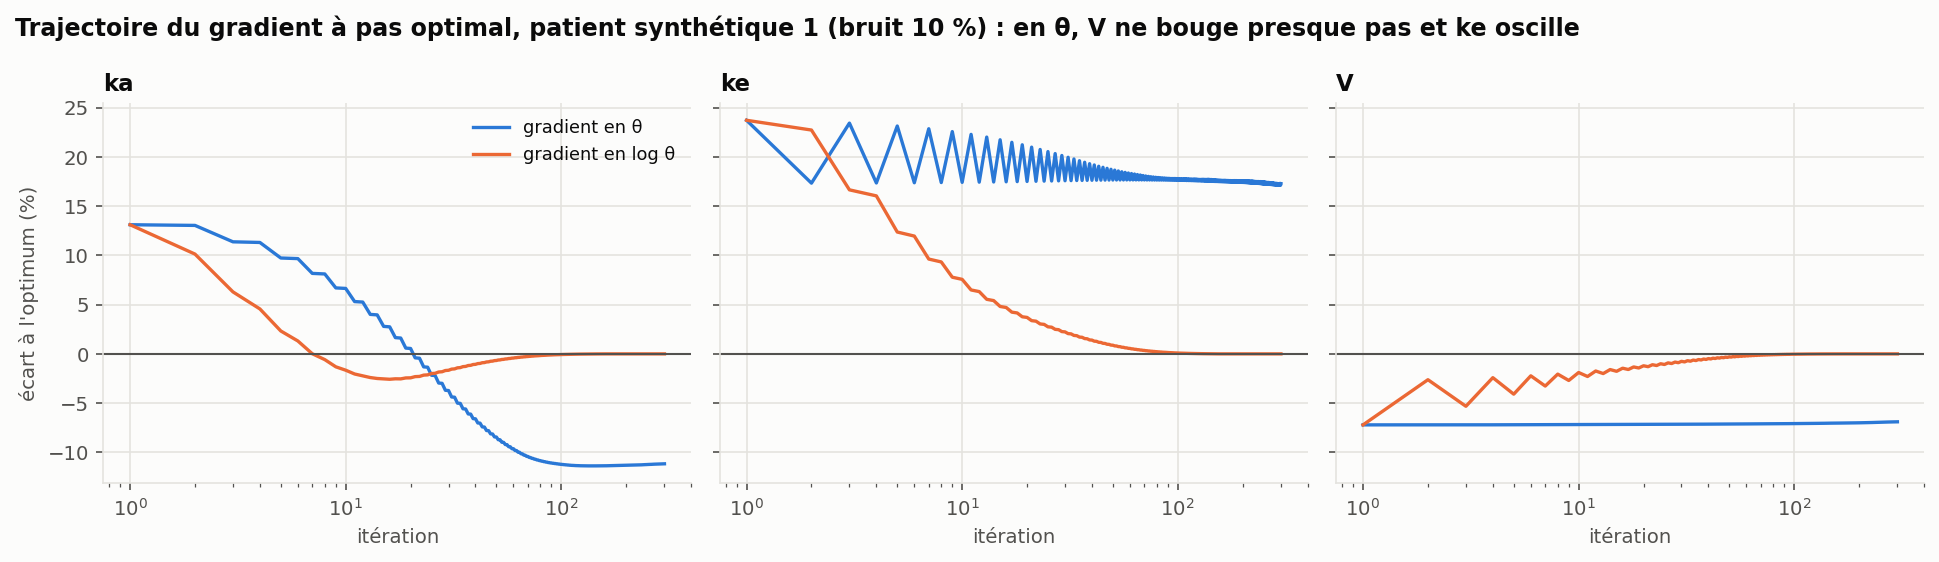 Trajectoire du gradient à pas optimal, patient synthétique 1 (bruit 10 %) : en θ, V ne bouge presque pas et ke oscille
ka
ke
V
gradient en θ
gradient en log θ
écart à l'optimum (%)
25
20
15
10
5
0
−5
−10
10⁰
10¹
10²
10⁰
10¹
10²
10⁰
10¹
10²
itération
itération
itération